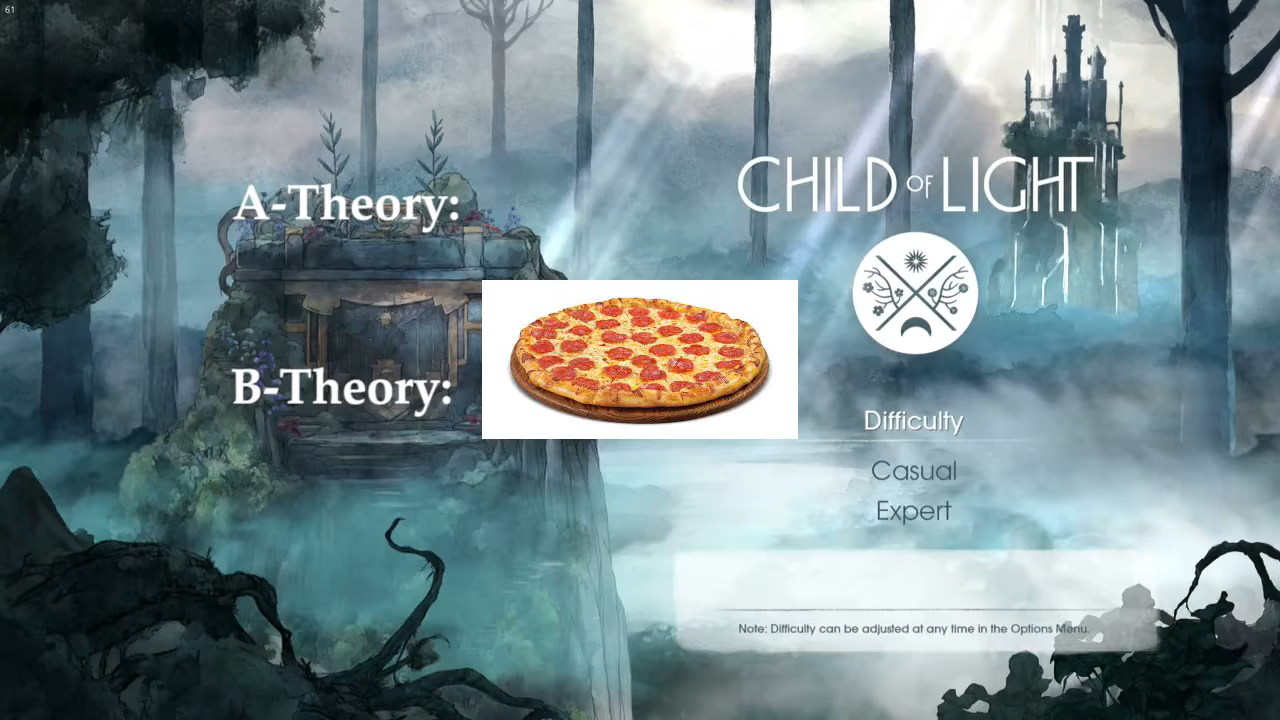 61
A-Theory:
B-Theory:
CHILD OF LIGHT
Difficulty
Casual
Expert
Note: Difficulty can be adjusted at any time in the Options Menu.